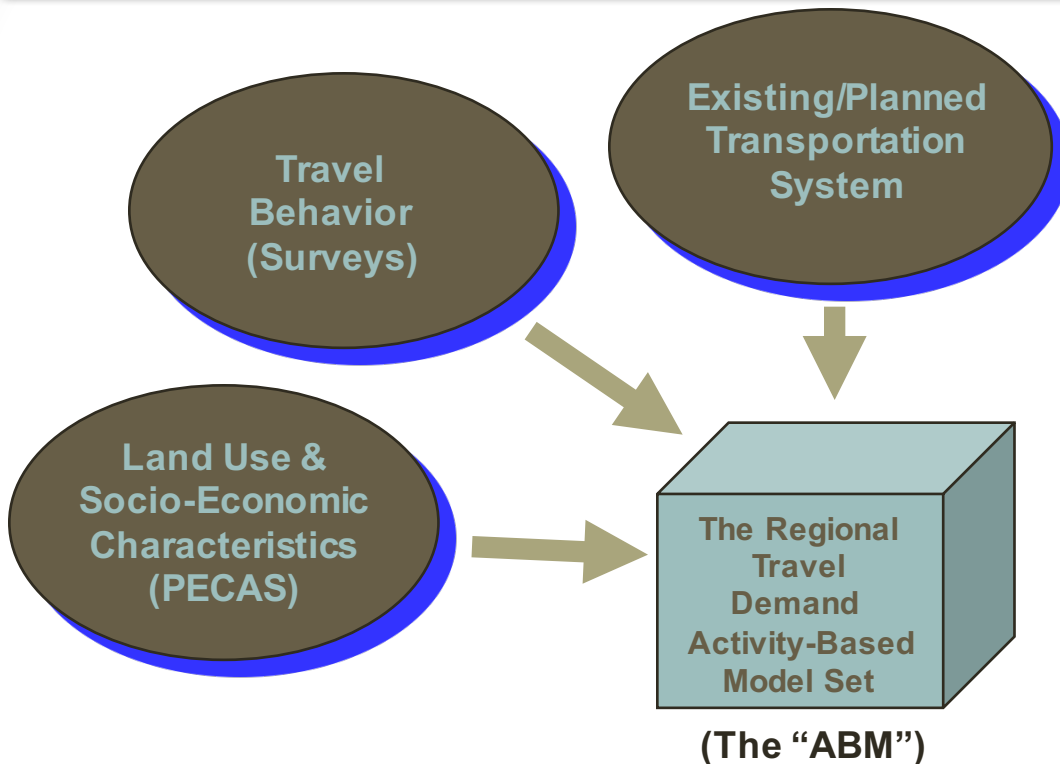 Existing/Planned
Transportation
System
Travel
Behavior
(Surveys)
Land Use &
Socio-Economic
Characteristics
(PECAS)
The Regional
Travel
Demand
Activity-Based
Model Set
(The “ABM”)